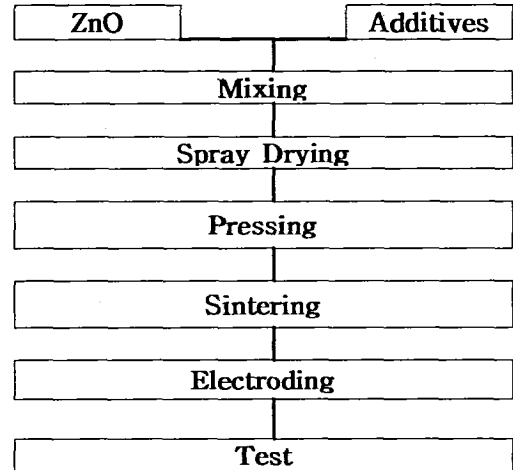 ZnO
Additives
Mixing
Spray Drying
Pressing
Sintering
Electroding
Test